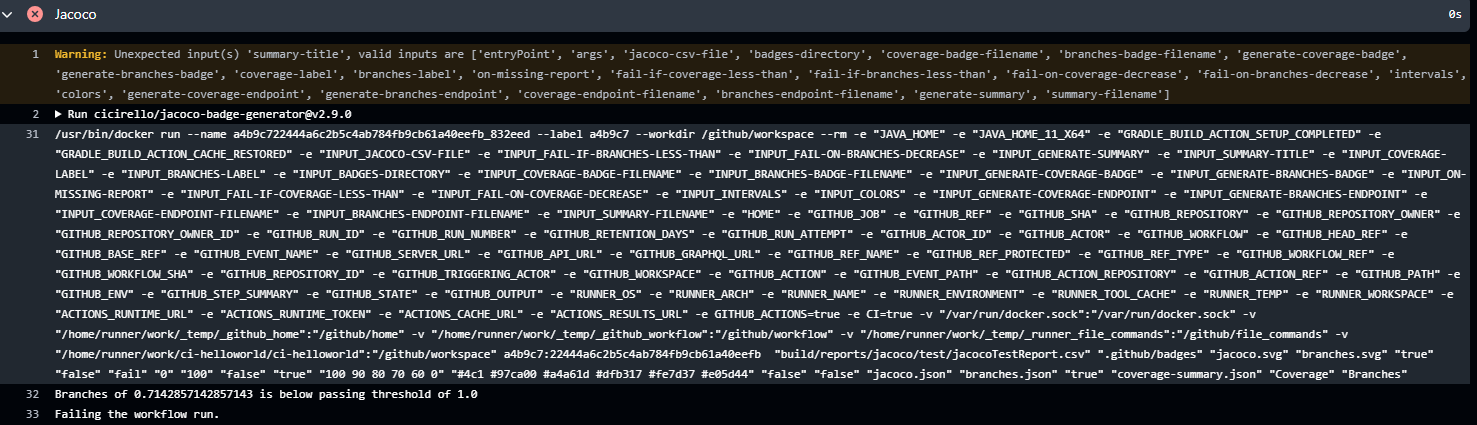 Jacoco 0s
1 Warning: Unexpected input(s) 'summary-title', valid inputs are ['entryPoint', 'args', 'jacoco-csv-file', 'badges-directory', 'coverage-badge-filename', 'branches-badge-filename', 'generate-coverage-badge',
'generate-branches-badge', 'coverage-label', 'branches-label', 'on-missing-report', 'fail-if-coverage-less-than', 'fail-if-branches-less-than', 'fail-on-coverage-decrease', 'fail-on-branches-decrease', 'intervals',
'colors', 'generate-coverage-endpoint', 'generate-branches-endpoint', 'coverage-endpoint-filename', 'branches-endpoint-filename', 'generate-summary', 'summary-filename']
2 ▶ Run cicirello/jacoco-badge-generator@v2.9.0
31 /usr/bin/docker run --name a4b9c722444a6c2b5c4ab784fb9cb61a40eefb_832eed --label a4b9c7 --workdir /github/workspace --rm -e "JAVA_HOME" -e "JAVA_HOME_11_X64" -e "GRADLE_BUILD_ACTION_SETUP_COMPLETED" -e
"GRADLE_BUILD_ACTION_CACHE_RESTORED" -e "INPUT_JACOCO-CSV-FILE" -e "INPUT_FAIL-IF-BRANCHES-LESS-THAN" -e "INPUT_FAIL-ON-BRANCHES-DECREASE" -e "INPUT_GENERATE-SUMMARY" -e "INPUT_SUMMARY-TITLE" -e "INPUT_COVERAGE-
LABEL" -e "INPUT_BRANCHES-LABEL" -e "INPUT_BADGES-DIRECTORY" -e "INPUT_COVERAGE-BADGE-FILENAME" -e "INPUT_BRANCHES-BADGE-FILENAME" -e "INPUT_GENERATE-COVERAGE-BADGE" -e "INPUT_GENERATE-BRANCHES-BADGE" -e "INPUT_ON-
MISSING-REPORT" -e "INPUT_FAIL-IF-COVERAGE-LESS-THAN" -e "INPUT_FAIL-ON-COVERAGE-DECREASE" -e "INPUT_INTERVALS" -e "INPUT_COLORS" -e "INPUT_GENERATE-COVERAGE-ENDPOINT" -e "INPUT_GENERATE-BRANCHES-ENDPOINT" -e
"INPUT_COVERAGE-ENDPOINT-FILENAME" -e "INPUT_BRANCHES-ENDPOINT-FILENAME" -e "INPUT_SUMMARY-FILENAME" -e "HOME" -e "GITHUB_JOB" -e "GITHUB_REF" -e "GITHUB_SHA" -e "GITHUB_REPOSITORY" -e "GITHUB_REPOSITORY_OWNER" -e
"GITHUB_REPOSITORY_OWNER_ID" -e "GITHUB_RUN_ID" -e "GITHUB_RUN_NUMBER" -e "GITHUB_RETENTION_DAYS" -e "GITHUB_RUN_ATTEMPT" -e "GITHUB_ACTOR_ID" -e "GITHUB_ACTOR" -e "GITHUB_WORKFLOW" -e "GITHUB_HEAD_REF" -e
"GITHUB_BASE_REF" -e "GITHUB_EVENT_NAME" -e "GITHUB_SERVER_URL" -e "GITHUB_API_URL" -e "GITHUB_GRAPHQL_URL" -e "GITHUB_REF_NAME" -e "GITHUB_REF_PROTECTED" -e "GITHUB_REF_TYPE" -e "GITHUB_WORKFLOW_REF" -e
"GITHUB_WORKFLOW_SHA" -e "GITHUB_REPOSITORY_ID" -e "GITHUB_TRIGGERING_ACTOR" -e "GITHUB_WORKSPACE" -e "GITHUB_ACTION" -e "GITHUB_EVENT_PATH" -e "GITHUB_ACTION_REPOSITORY" -e "GITHUB_ACTION_REF" -e "GITHUB_PATH" -e
"GITHUB_ENV" -e "GITHUB_STEP_SUMMARY" -e "GITHUB_STATE" -e "GITHUB_OUTPUT" -e "RUNNER_OS" -e "RUNNER_ARCH" -e "RUNNER_NAME" -e "RUNNER_ENVIRONMENT" -e "RUNNER_TOOL_CACHE" -e "RUNNER_TEMP" -e "RUNNER_WORKSPACE" -e
"ACTIONS_RUNTIME_URL" -e "ACTIONS_RUNTIME_TOKEN" -e "ACTIONS_CACHE_URL" -e "ACTIONS_RESULTS_URL" -e GITHUB_ACTIONS=true -e CI=true -v "/var/run/docker.sock":"/var/run/docker.sock" -v
"/home/runner/work/_temp/_github_home":"/github/home" -v "/home/runner/work/_temp/_github_workflow":"/github/workflow" -v "/home/runner/work/_temp/_runner_file_commands":"/github/file_commands" -v
"/home/runner/work/ci-helloworld/ci-helloworld":"/github/workspace" a4b9c7:22444a6c2b5c4ab784fb9cb61a40eefb  "build/reports/jacoco/test/jacocoTestReport.csv" ".github/badges" "jacoco.svg" "branches.svg" "true"
"false" "fail" "0" "100" "false" "true" "100 90 80 70 60 0" "#4c1 #97ca00 #a4a61d #dfb317 #fe7d37 #e05d44" "false" "false" "jacoco.json" "branches.json" "true" "coverage-summary.json" "Coverage" "Branches"
32 Branches of 0.7142857142857143 is below passing threshold of 1.0
33 Failing the workflow run.